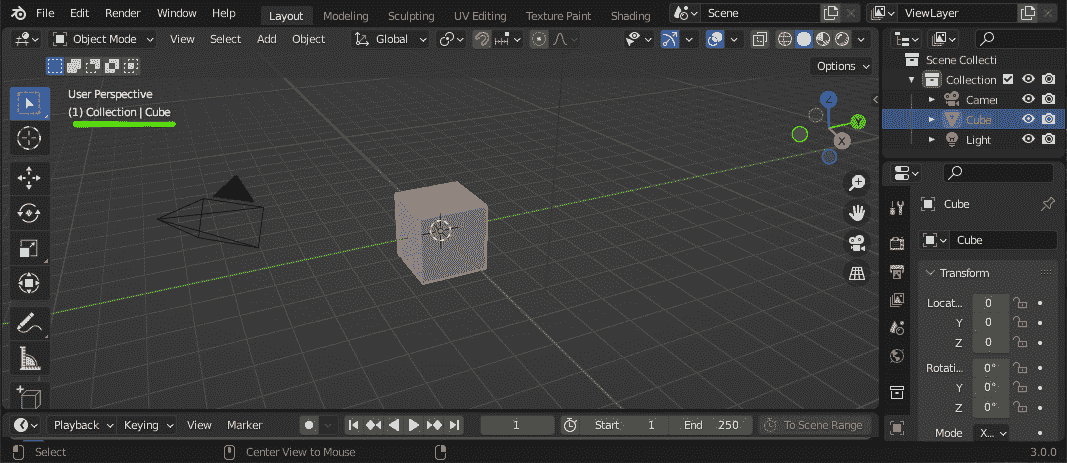 File Edit Render Window Help Layout Modeling Sculpting UV Editing Texture Paint Shading Scene ViewLayer
Object Mode View Select Add Object Global
Options
User Perspective
(1) Collection | Cube
Z
Y
X
Scene Collecti
Collection
Camer
Cube
Light
Cube
Cube
Transform
Locat... 0
Y 0
Z 0
Rotati... 0°
Y 0°
Z 0°
Mode X...
Playback Keying View Marker 1 Start 1 End 250 To Scene Range
Select Center View to Mouse 3.0.0